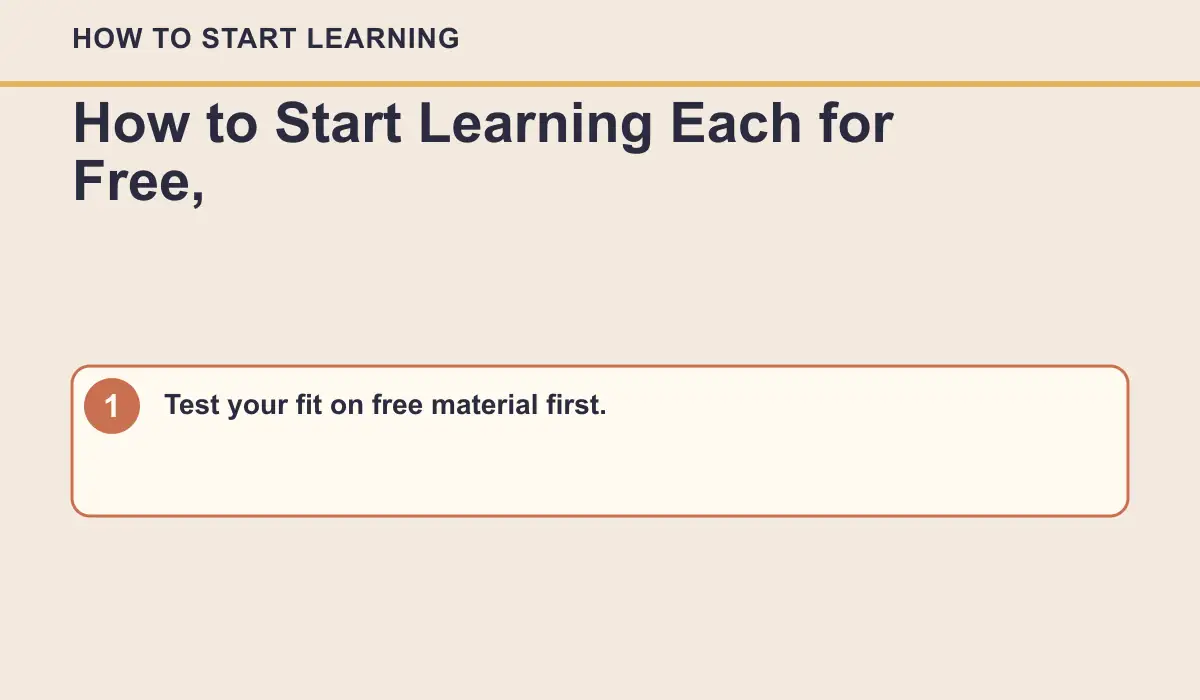 HOW TO START LEARNING
How to Start Learning Each for
Free,
1
Test your fit on free material first.